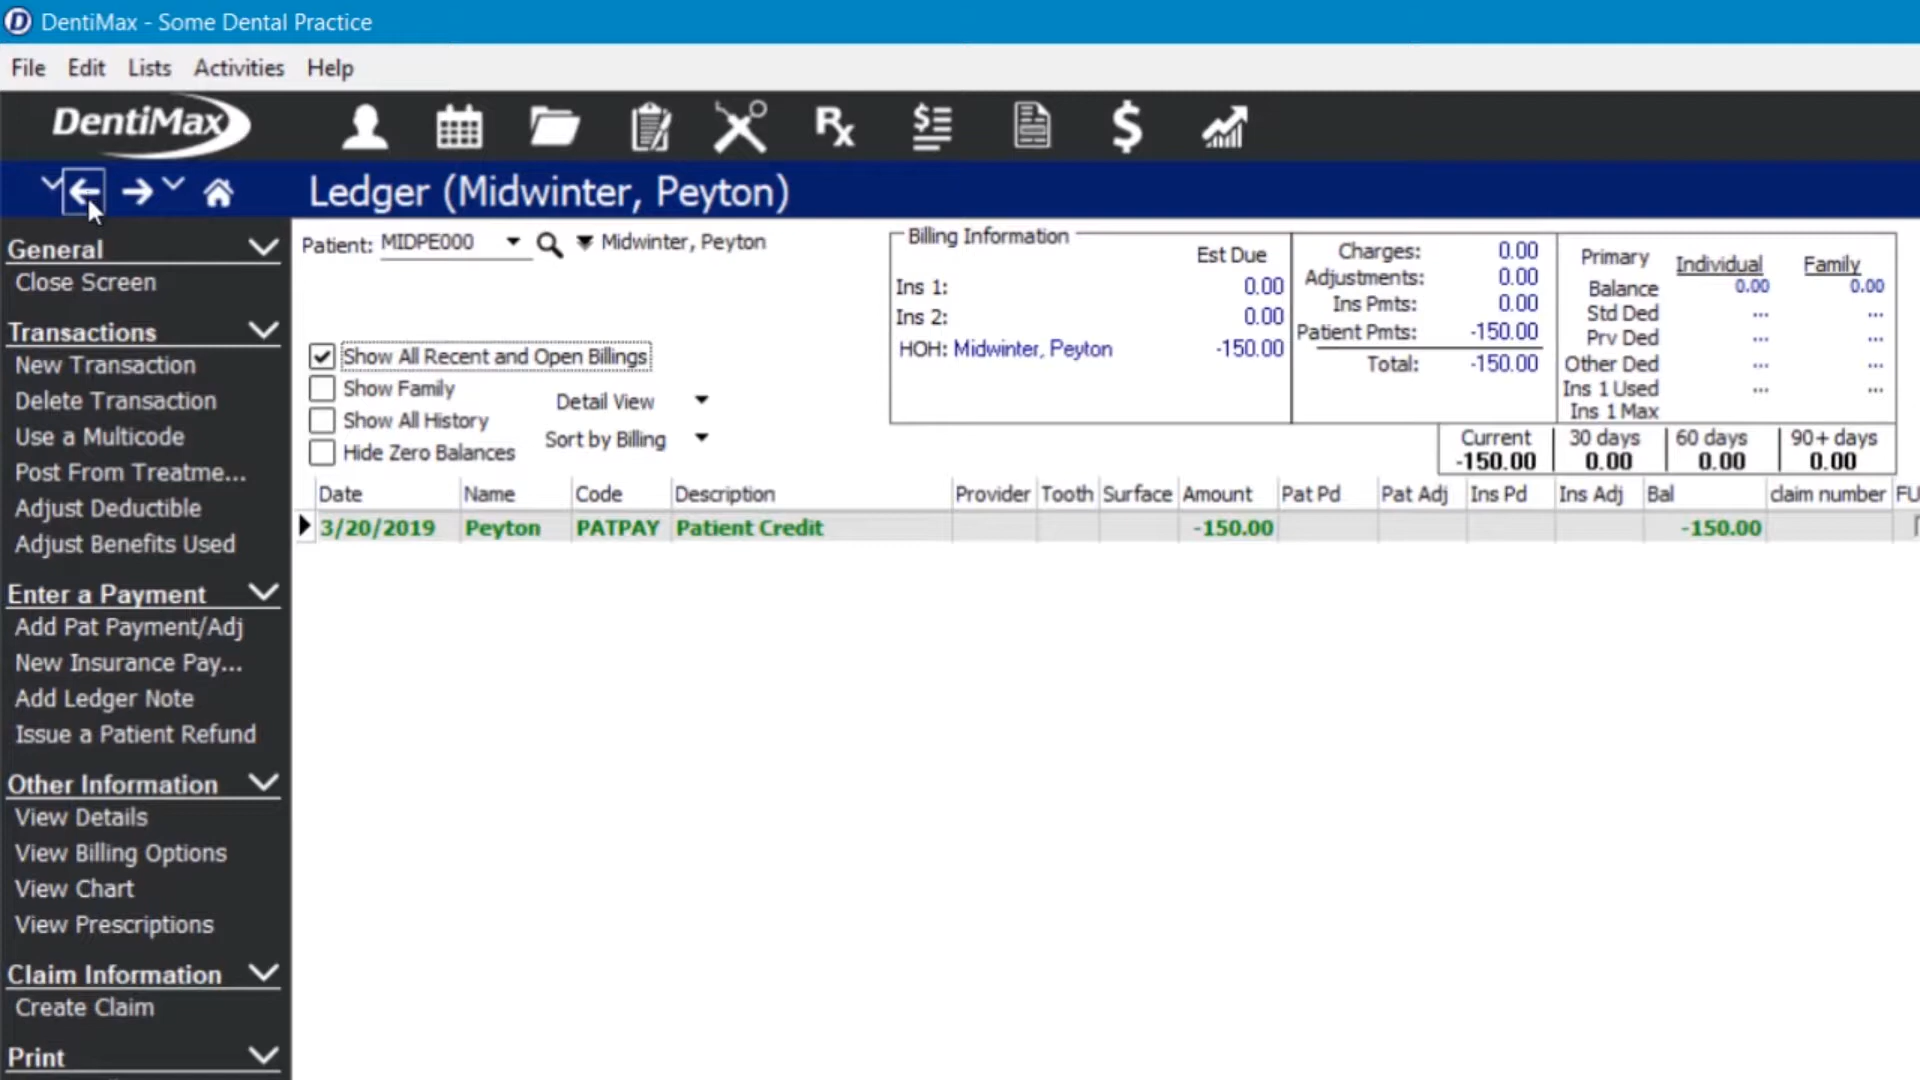 DentiMax - Some Dental Practice
File Edit Lists Activities Help
DentiMax
Rx
Ledger (Midwinter, Peyton)
General
Close Screen
Transactions
New Transaction
Delete Transaction
Use a Multicode
Post From Treatme...
Adjust Deductible
Adjust Benefits Used
Enter a Payment
Add Pat Payment/Adj
New Insurance Pay...
Add Ledger Note
Issue a Patient Refund
Other Information
View Details
View Billing Options
View Chart
View Prescriptions
Claim Information
Create Claim
Print
Patient: MIDPE000 Midwinter, Peyton
Show All Recent and Open Billings
Show Family
Show All History
Hide Zero Balances
Detail View
Sort by Billing
Billing Information
Est Due
Ins 1: 0.00
Ins 2: 0.00
HOH: Midwinter, Peyton -150.00
Charges: 0.00
Adjustments: 0.00
Ins Pmts: 0.00
Patient Pmts: -150.00
Total: -150.00
Primary Individual Family
Balance 0.00 0.00
Std Ded ... ...
Prv Ded ... ...
Other Ded ... ...
Ins 1 Used ... ...
Ins 1 Max
Current 30 days 60 days 90+ days
-150.00 0.00 0.00 0.00
Date Name Code Description Provider Tooth Surface Amount Pat Pd Pat Adj Ins Pd Ins Adj Bal claim number FU
3/20/2019 Peyton PATPAY Patient Credit -150.00 -150.00